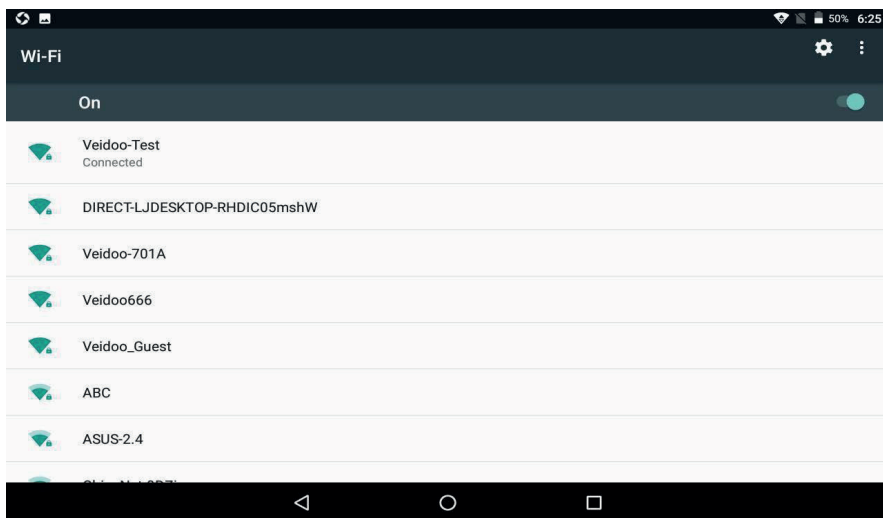 50% 6:25
Wi-Fi
On
Veidoo-Test
Connected
DIRECT-LJDESKTOP-RHDIC05mshW
Veidoo-701A
Veidoo666
Veidoo_Guest
ABC
ASUS-2.4